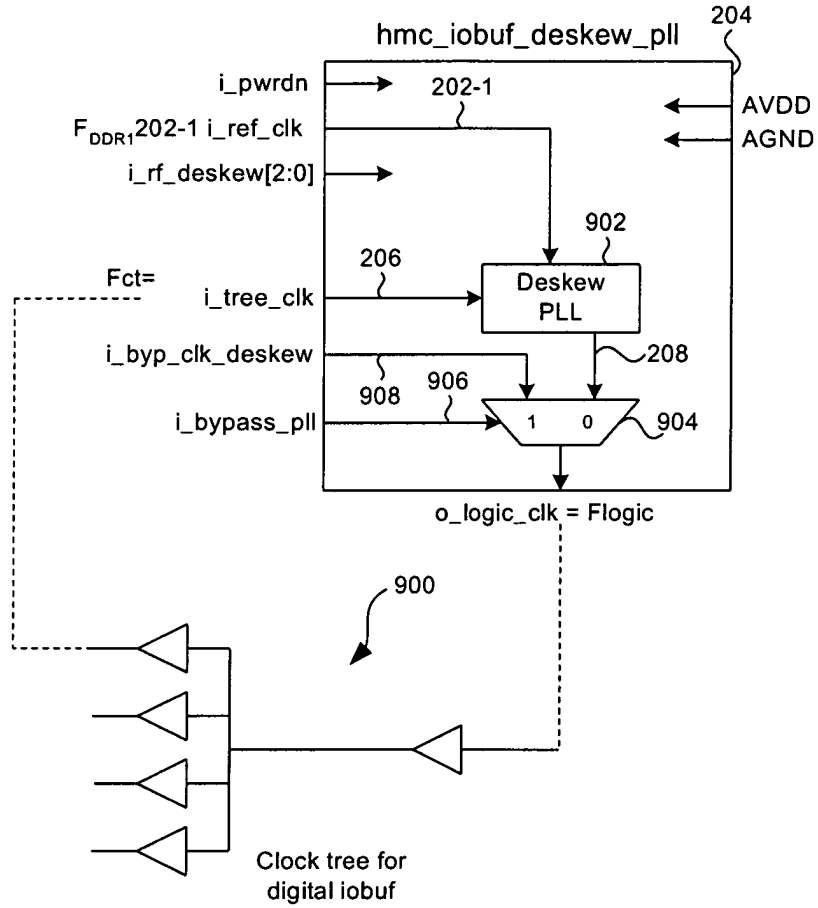 204
hmc_iobuf_deskew_pll
i_pwrdn
202-1
AVDD
F_DDR1 202-1 i_ref_clk
AGND
i_rf_deskew[2:0]
902
206
Deskew
PLL
Fct=
i_tree_clk
i_byp_clk_deskew
208
908
906
i_bypass_pll
1
0
904
o_logic_clk = Flogic
900
Clock tree for
digital iobuf